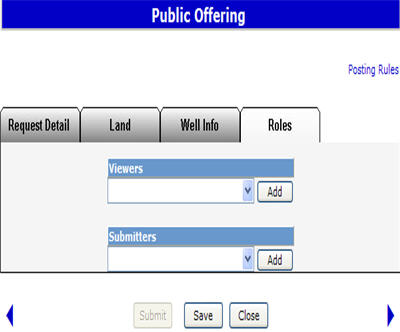 Public Offering
Posting Rules
Request Detail Land Well Info Roles
Viewers
Add
Submitters
Add
Submit Save Close